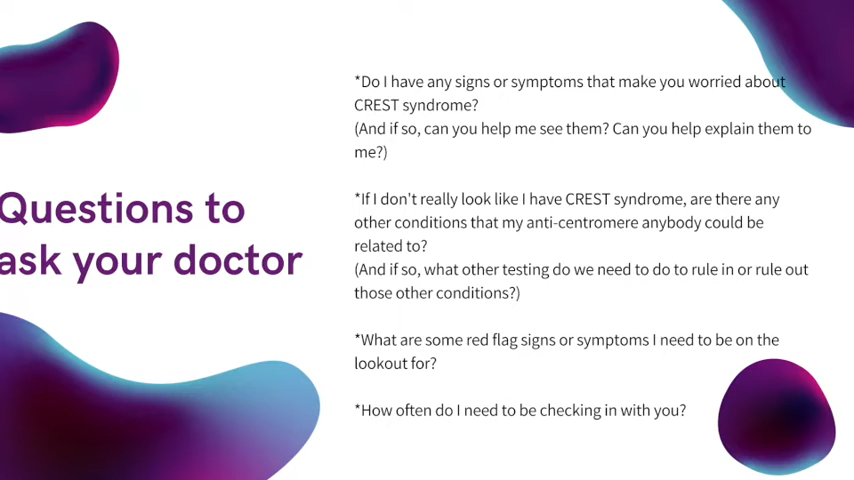 Questions to
ask your doctor
*Do I have any signs or symptoms that make you worried about
CREST syndrome?
(And if so, can you help me see them? Can you help explain them to
me?)
*If I don't really look like I have CREST syndrome, are there any
other conditions that my anti-centromere anybody could be
related to?
(And if so, what other testing do we need to do to rule in or rule out
those other conditions?)
*What are some red flag signs or symptoms I need to be on the
lookout for?
*How often do I need to be checking in with you?